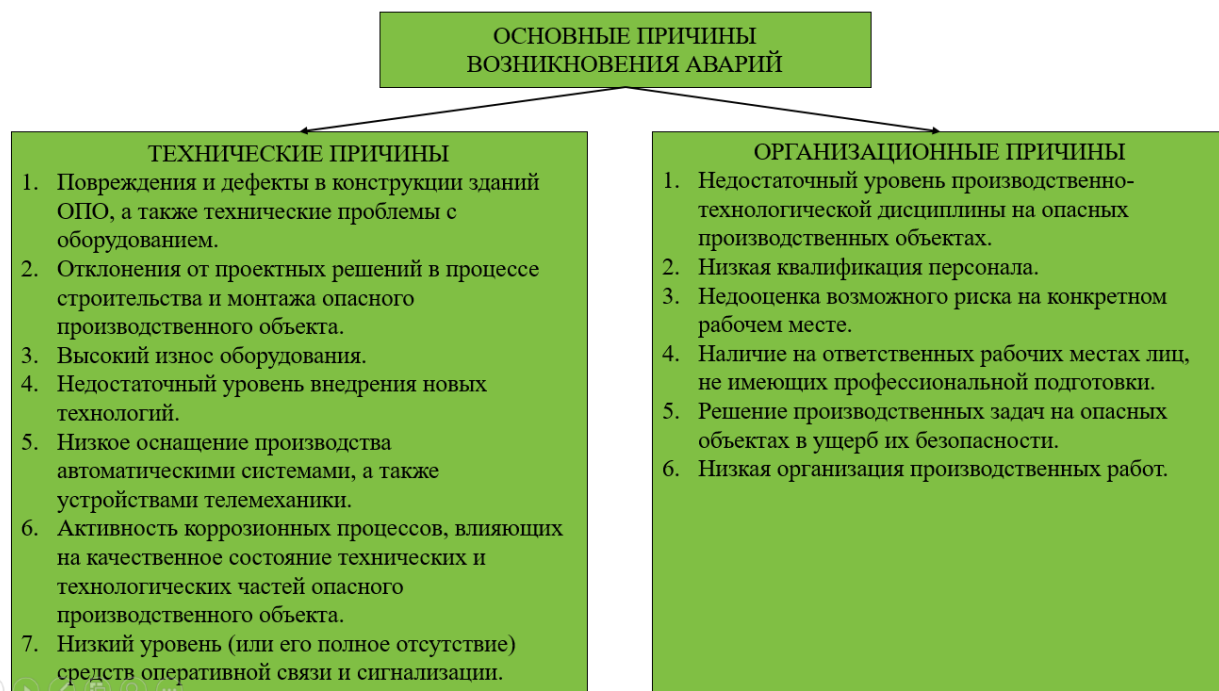 ОСНОВНЫЕ ПРИЧИНЫ
ВОЗНИКНОВЕНИЯ АВАРИЙ
ТЕХНИЧЕСКИЕ ПРИЧИНЫ
1. Повреждения и дефекты в конструкции зданий
ОПО, а также технические проблемы с
оборудованием.
2. Отклонения от проектных решений в процессе
строительства и монтажа опасного
производственного объекта.
3. Высокий износ оборудования.
4. Недостаточный уровень внедрения новых
технологий.
5. Низкое оснащение производства
автоматическими системами, а также
устройствами телемеханики.
6. Активность коррозионных процессов, влияющих
на качественное состояние технических и
технологических частей опасного
производственного объекта.
7. Низкий уровень (или его полное отсутствие)
средств оперативной связи и сигнализации.
ОРГАНИЗАЦИОННЫЕ ПРИЧИНЫ
1. Недостаточный уровень производственно-
технологической дисциплины на опасных
производственных объектах.
2. Низкая квалификация персонала.
3. Недооценка возможного риска на конкретном
рабочем месте.
4. Наличие на ответственных рабочих местах лиц,
не имеющих профессиональной подготовки.
5. Решение производственных задач на опасных
объектах в ущерб их безопасности.
6. Низкая организация производственных работ.